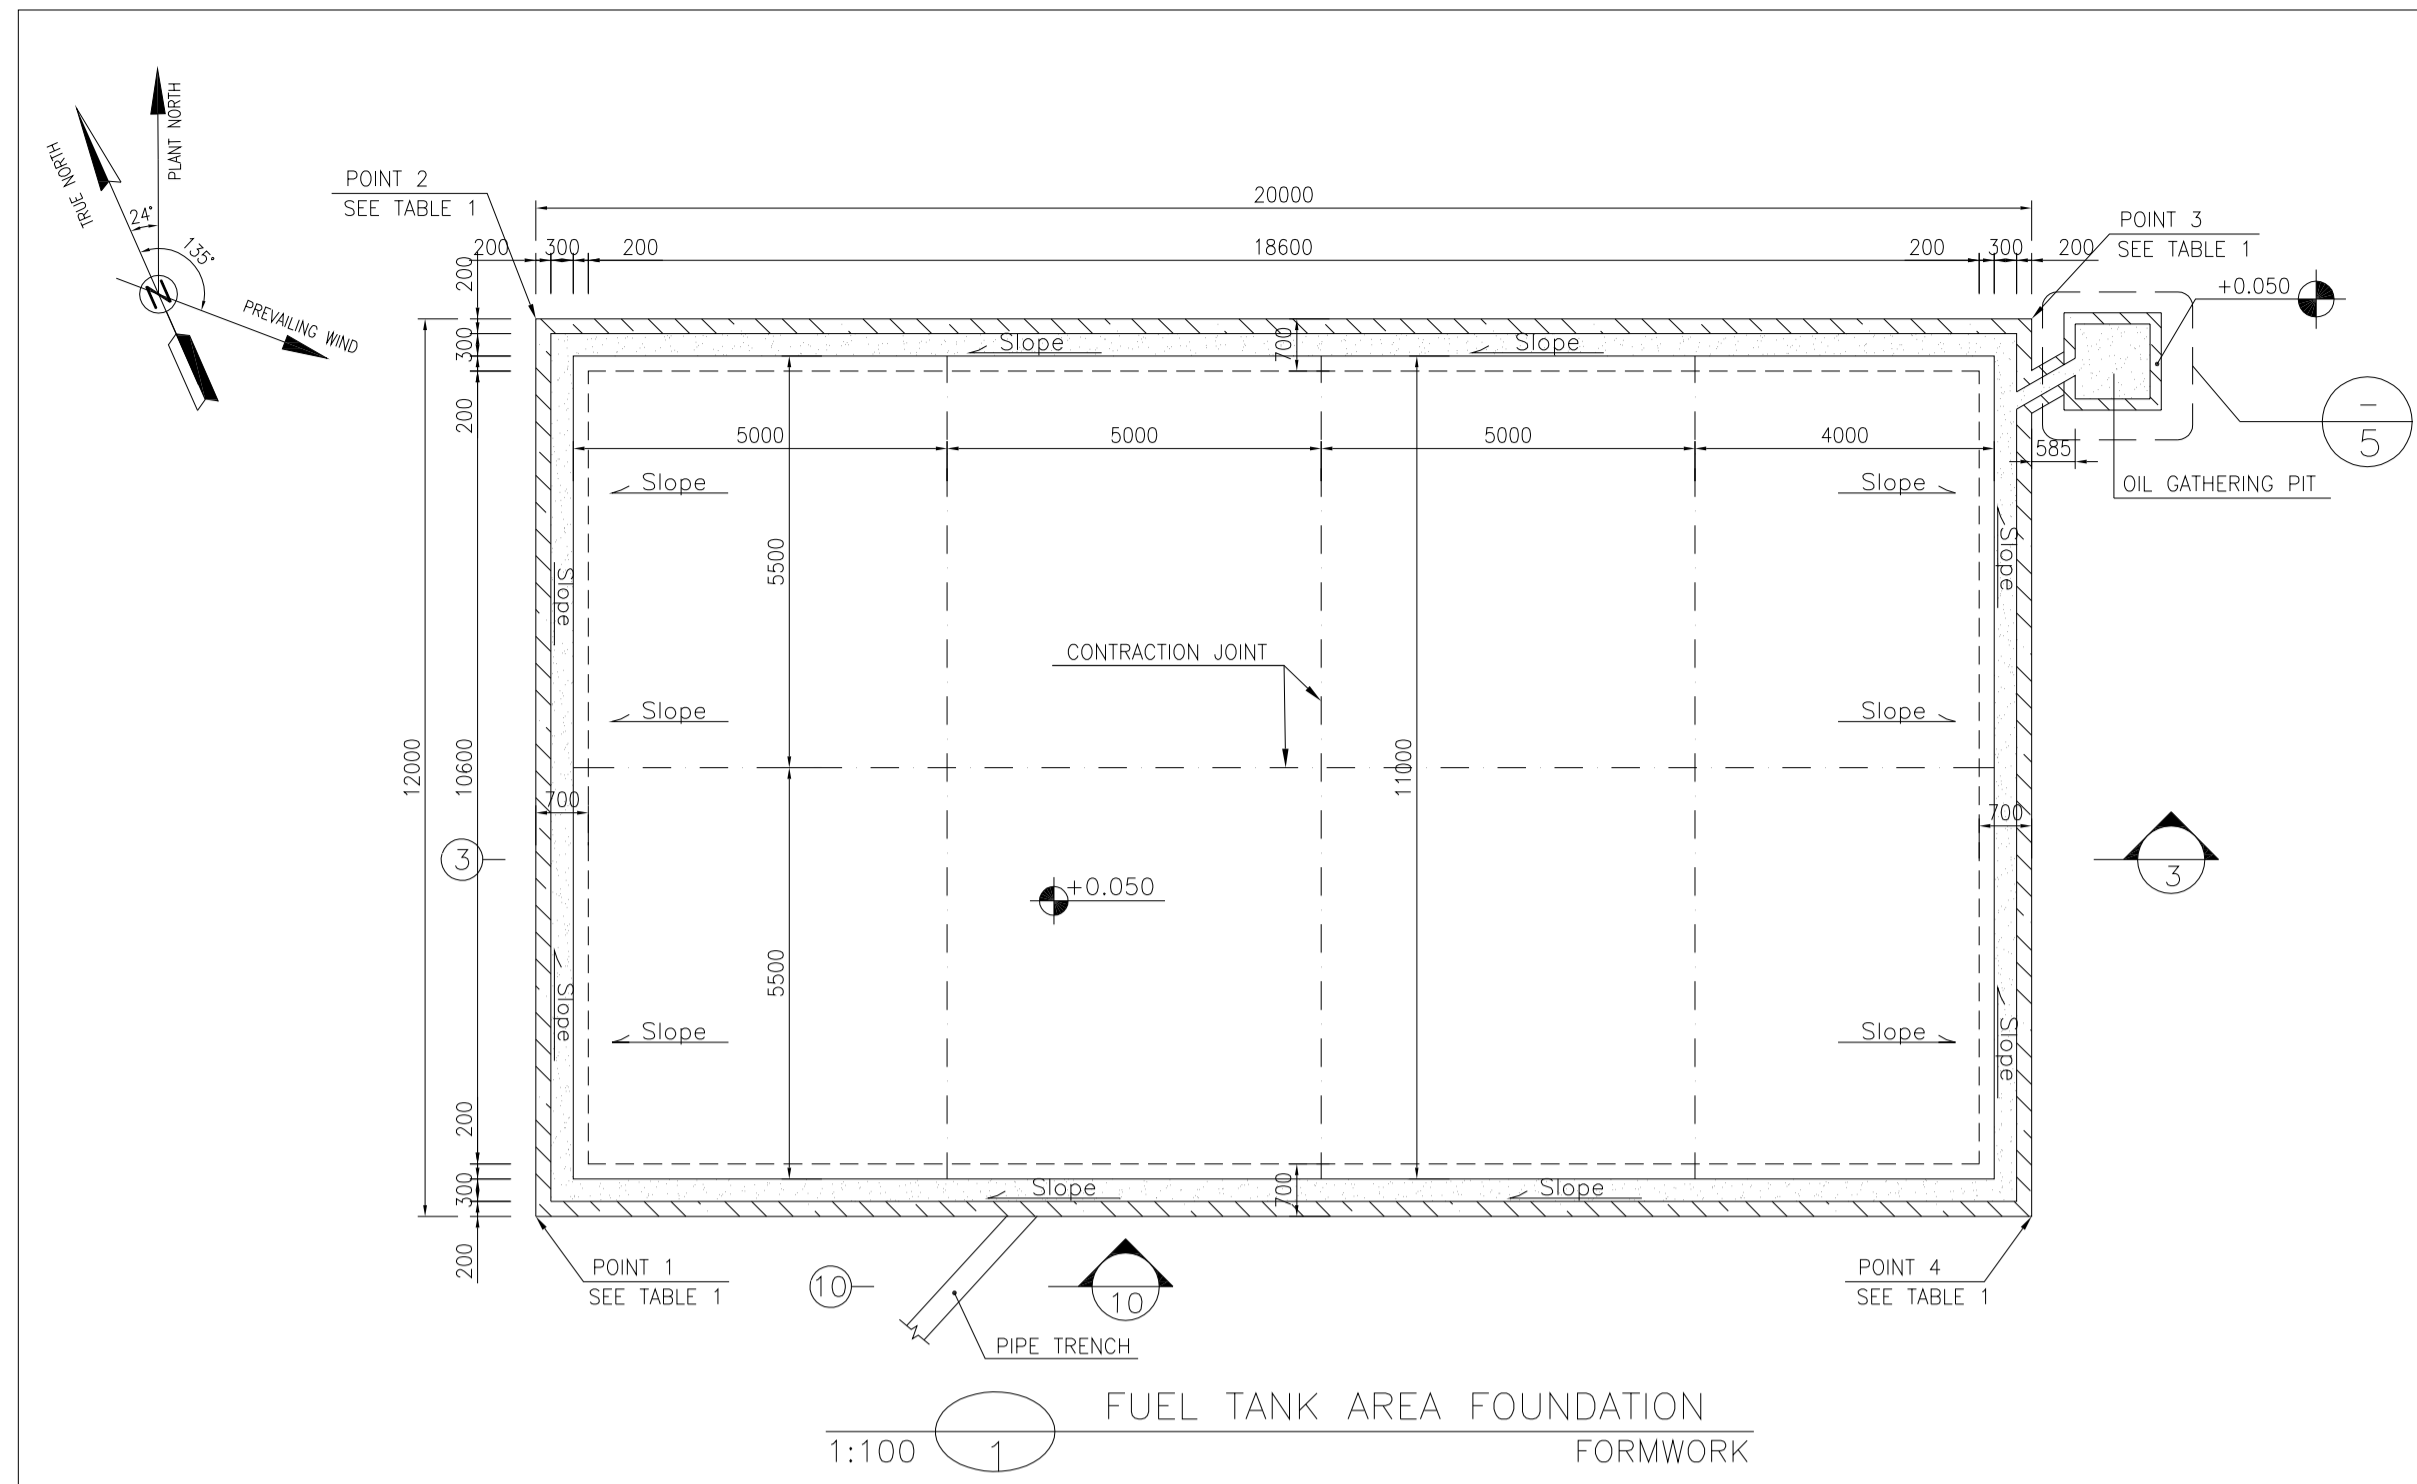 PLANT NORTH
TRUE NORTH
24°
135°
N
PREVAILING WIND
POINT 2
SEE TABLE 1
20000
POINT 3
SEE TABLE 1
200 300 200 18600 200 300 200
+0.050
200
300
200
10600
200
300
200
12000
Slope
700
Slope
5000 5000 5000 4000
585
–
5
OIL GATHERING PIT
Slope
Slope
Slope
Slope
5500
CONTRACTION JOINT
Slope
Slope
11000
700
700
3
3
+0.050
5500
Slope
Slope
Slope
Slope
Slope
700
Slope
POINT 1
SEE TABLE 1
10
10
POINT 4
SEE TABLE 1
PIPE TRENCH
FUEL TANK AREA FOUNDATION
1:100 1 FORMWORK